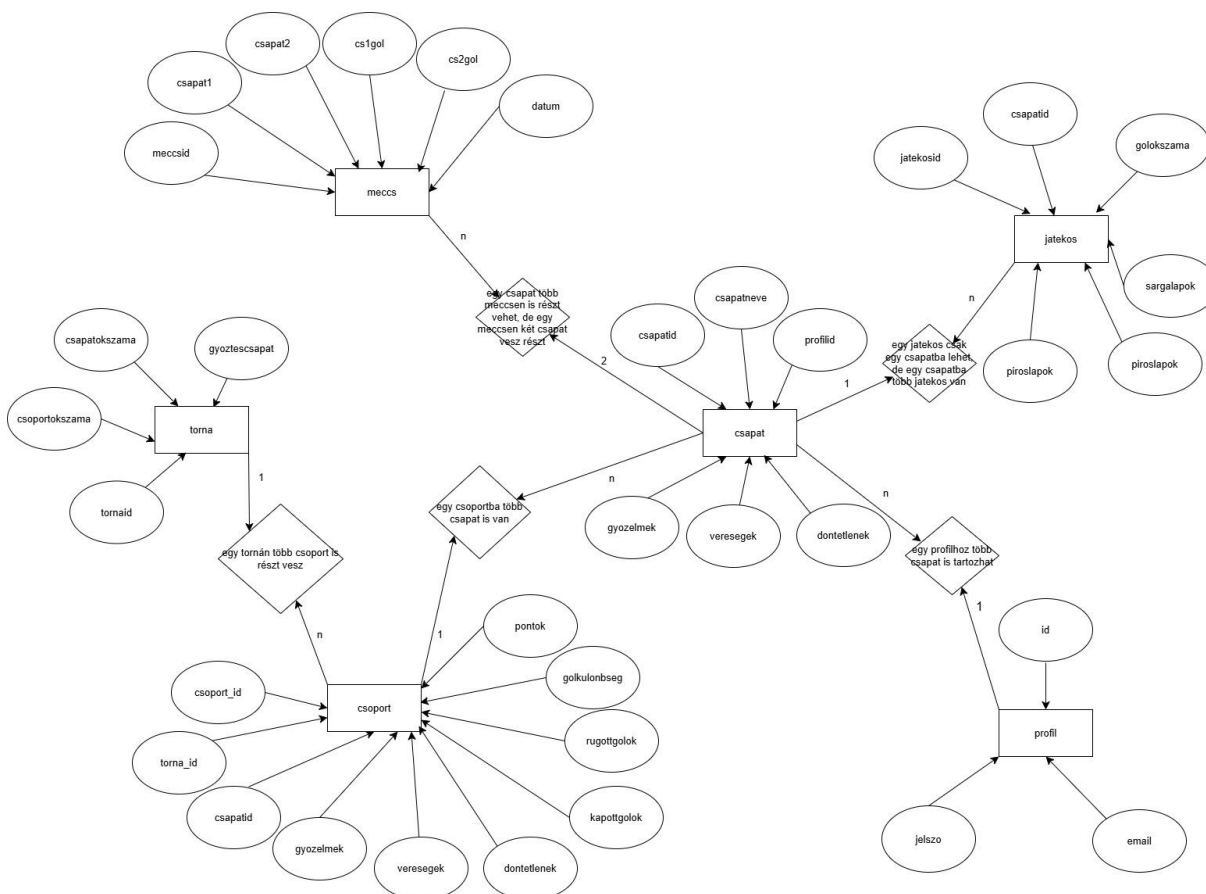 csapat2
cs1gol
cs2gol
csapat1
datum
meccsid
meccs
n
egy csapat több
meccsen is részt
vehet, de egy
meccsen két csapat
vesz részt
2
csapatid
golokszama
jatekosid
jatekos
sargalapok
piroslapok
piroslapok
n
egy jatekos csak
egy csapatba lehet,
de egy csapatba
több jatekos van
1
csapatneve
csapatid
profilid
csapat
gyozelmek
veresegek
dontetlenek
n
egy csoportba több
csapat is van
1
n
egy profilhoz több
csapat is tartozhat
1
csapatokszama
gyoztescsapat
csoportokszama
torna
tornaid
1
egy tornán több csoport is
részt vesz
n
pontok
golkulonbseg
csoport_id
csoport
rugottgolok
torna_id
csapatid
kapottgolok
gyozelmek
veresegek
dontetlenek
id
profil
jelszo
email